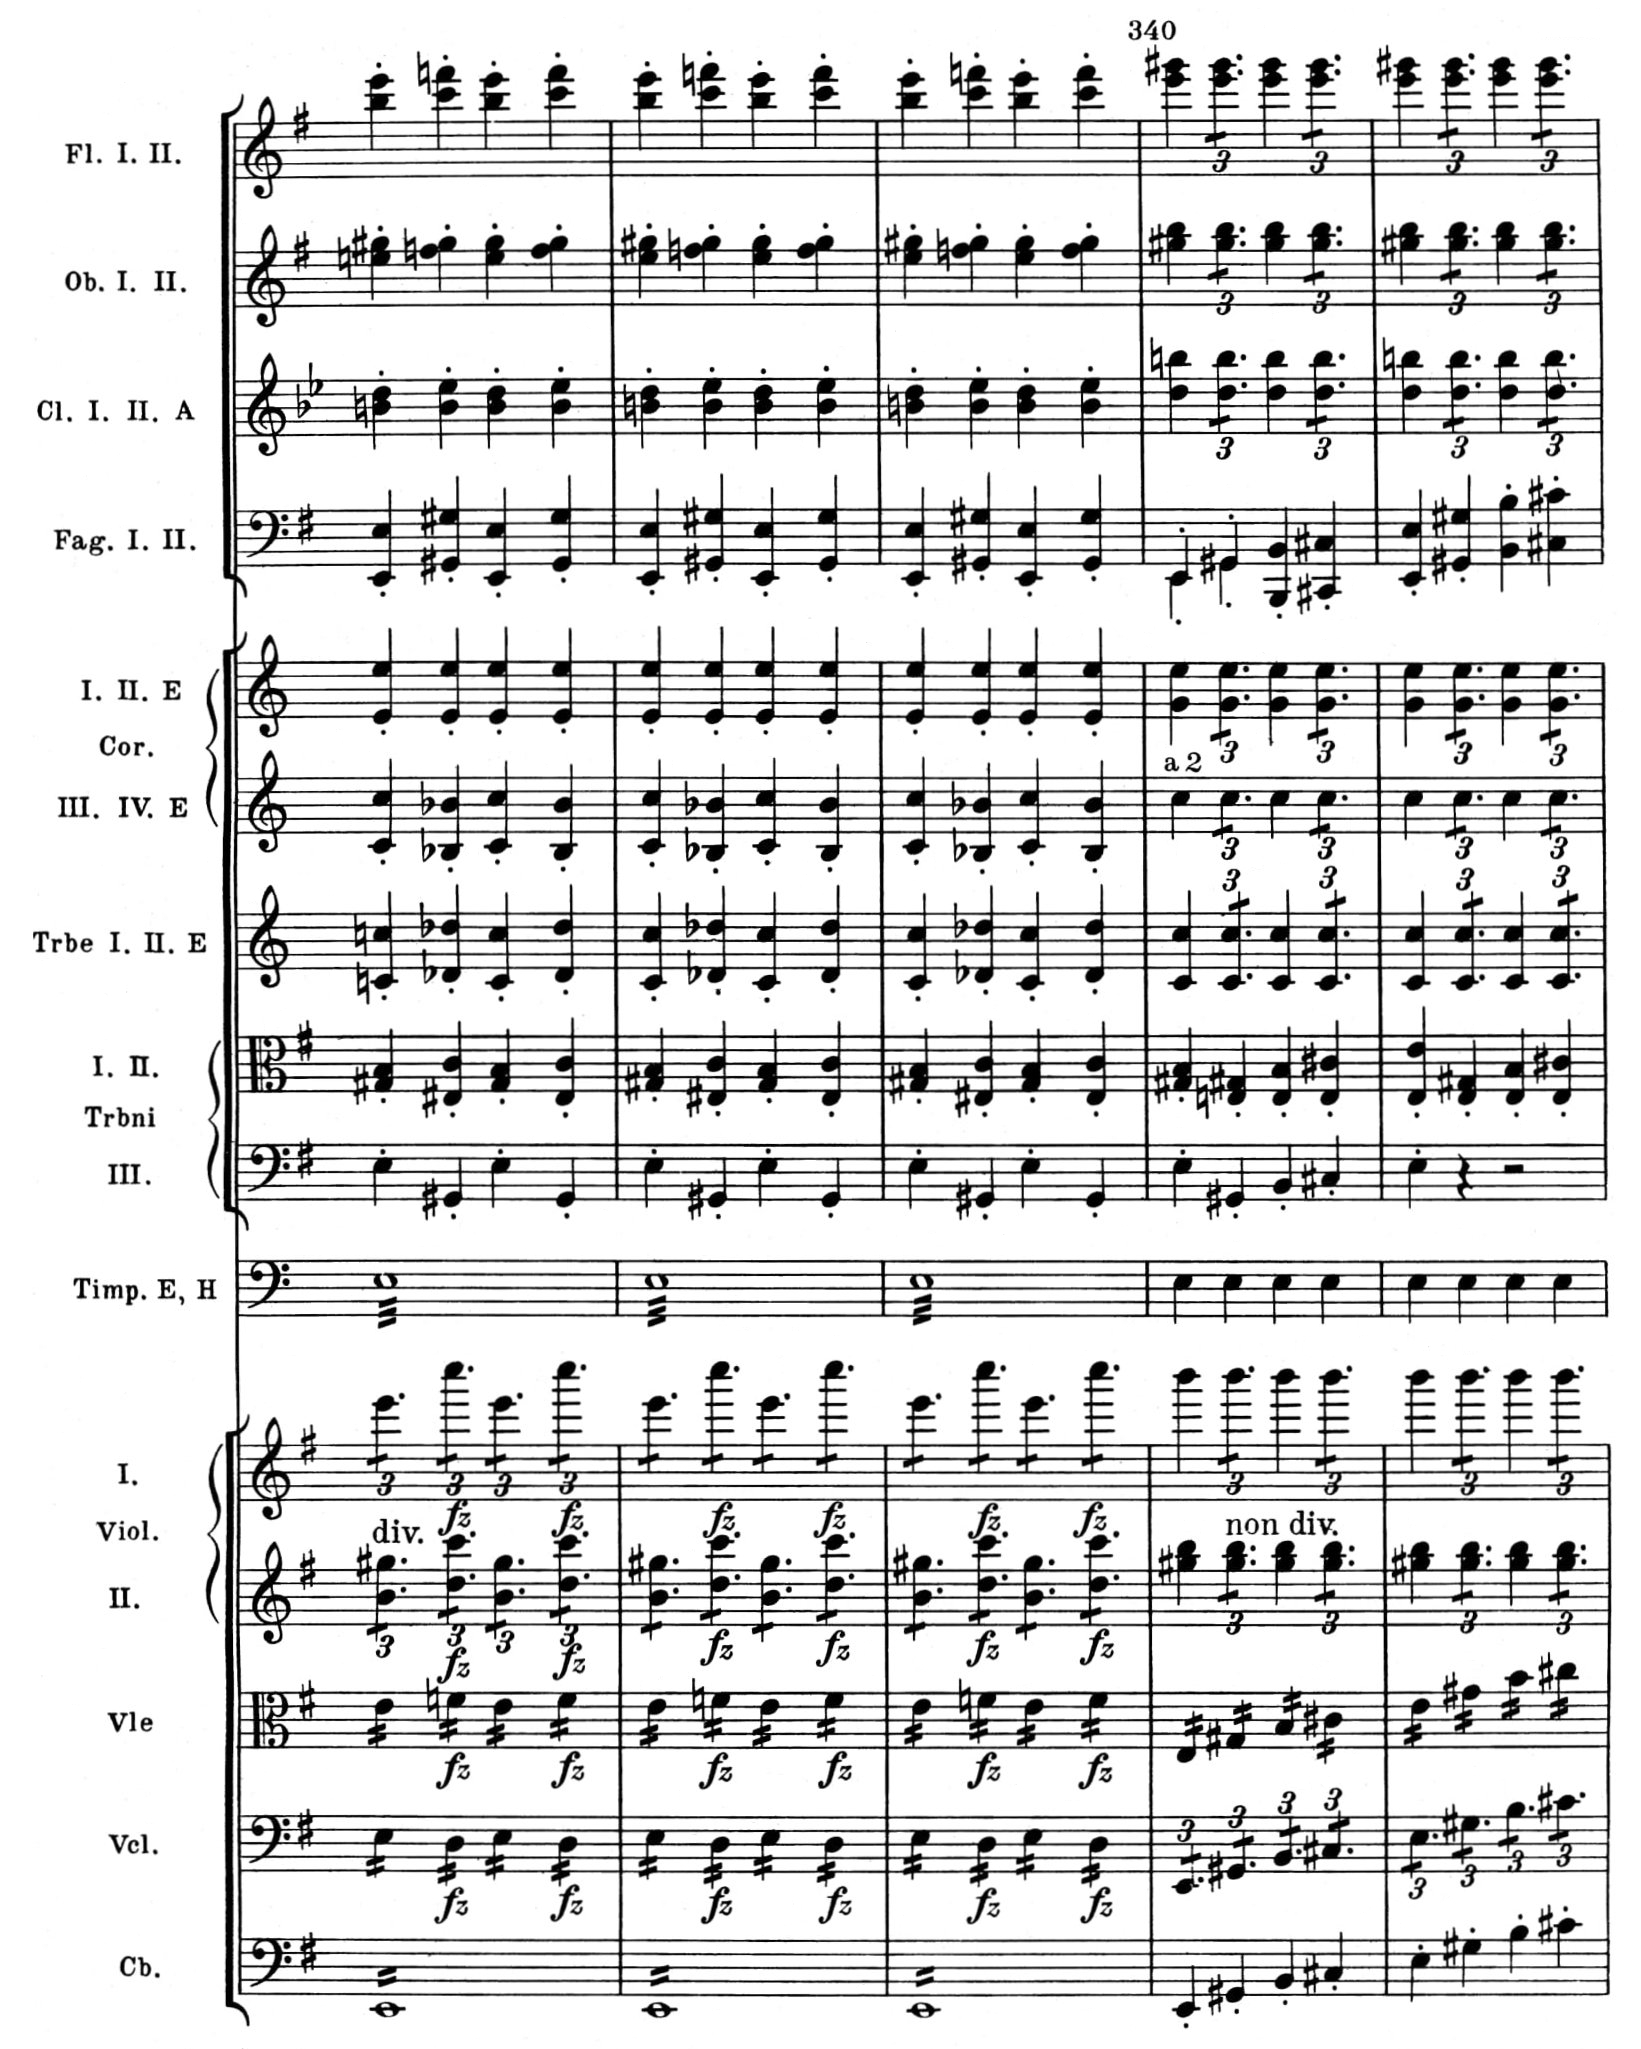 340
Fl. I. II.
3 3 3 3
Ob. I. II.
3 3 3 3
Cl. I. II. A
3 3 3 3
Fag. I. II.
I. II. E
3 3 3 3
Cor.
a 2
III. IV. E
3 3 3 3
3 3 3 3
Trbe I. II. E
I. II.
Trbni
III.
Timp. E, H
I.
3 3 3 3 3 3 3 3
fz fz fz fz fz fz
Viol.
div. non div.
II.
3 3 3 3 3 3 3 3
fz fz fz fz fz fz
Vle
fz fz fz fz fz fz
3 3 3 3
Vcl.
3 3 3 3
fz fz fz fz fz fz
Cb.